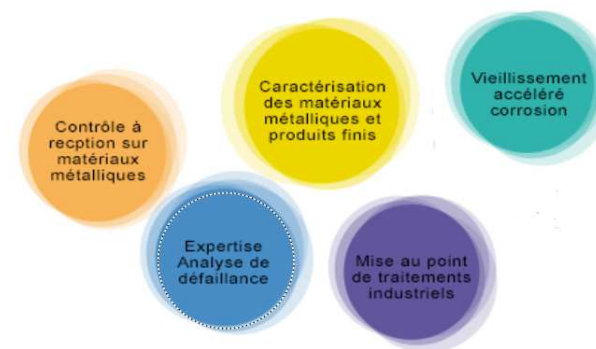 Contrôle à
recption sur
matériaux
métalliques
Caractérisation
des matériaux
métalliques et
produits finis
Vieillissement
accéléré
corrosion
Expertise
Analyse de
défaillance
Mise au point
de traitements
industriels